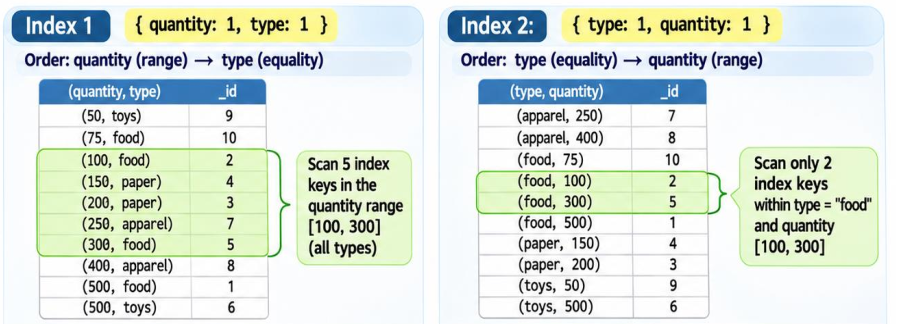 Index 1 { quantity: 1, type: 1 }
Order: quantity (range) → type (equality)
(quantity, type) _id
(50, toys) 9
(75, food) 10
(100, food) 2
(150, paper) 4
(200, paper) 3
(250, apparel) 7
(300, food) 5
(400, apparel) 8
(500, food) 1
(500, toys) 6
Scan 5 index
keys in the
quantity range
[100, 300]
(all types)
Index 2: { type: 1, quantity: 1 }
Order: type (equality) → quantity (range)
(type, quantity) _id
(apparel, 250) 7
(apparel, 400) 8
(food, 75) 10
(food, 100) 2
(food, 300) 5
(food, 500) 1
(paper, 150) 4
(paper, 200) 3
(toys, 50) 9
(toys, 500) 6
Scan only 2
index keys
within type = "food"
and quantity
[100, 300]